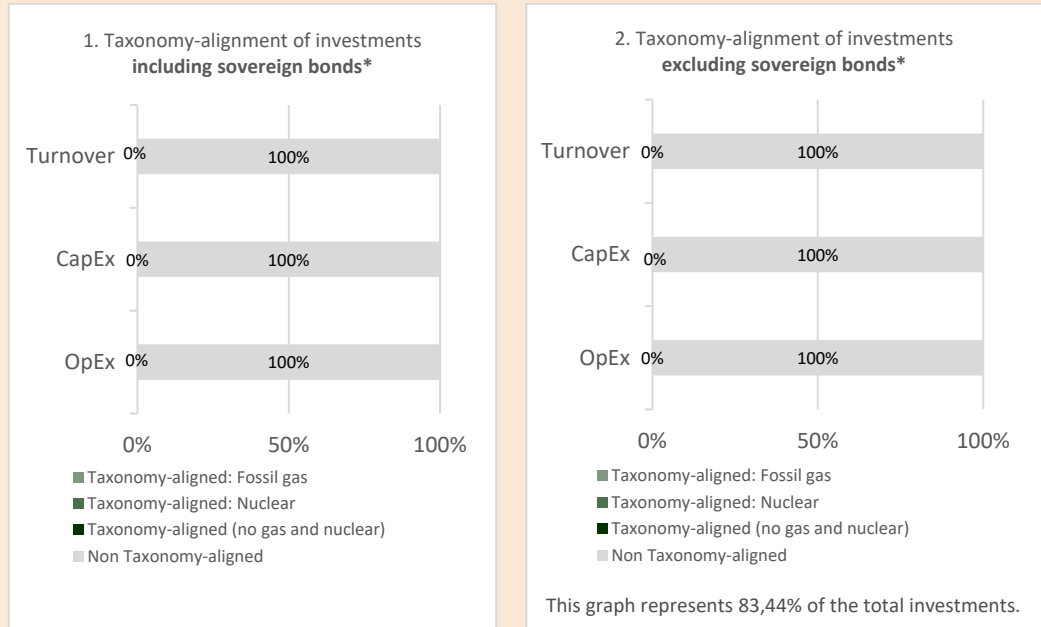 1. Taxonomy-alignment of investments
including sovereign bonds*
Turnover 0% 100%
CapEx 0% 100%
OpEx 0% 100%
0% 50% 100%
Taxonomy-aligned: Fossil gas
Taxonomy-aligned: Nuclear
Taxonomy-aligned (no gas and nuclear)
Non Taxonomy-aligned
2. Taxonomy-alignment of investments
excluding sovereign bonds*
Turnover 0% 100%
CapEx 0% 100%
OpEx 0% 100%
0% 50% 100%
Taxonomy-aligned: Fossil gas
Taxonomy-aligned: Nuclear
Taxonomy-aligned (no gas and nuclear)
Non Taxonomy-aligned
This graph represents 83,44% of the total investments.